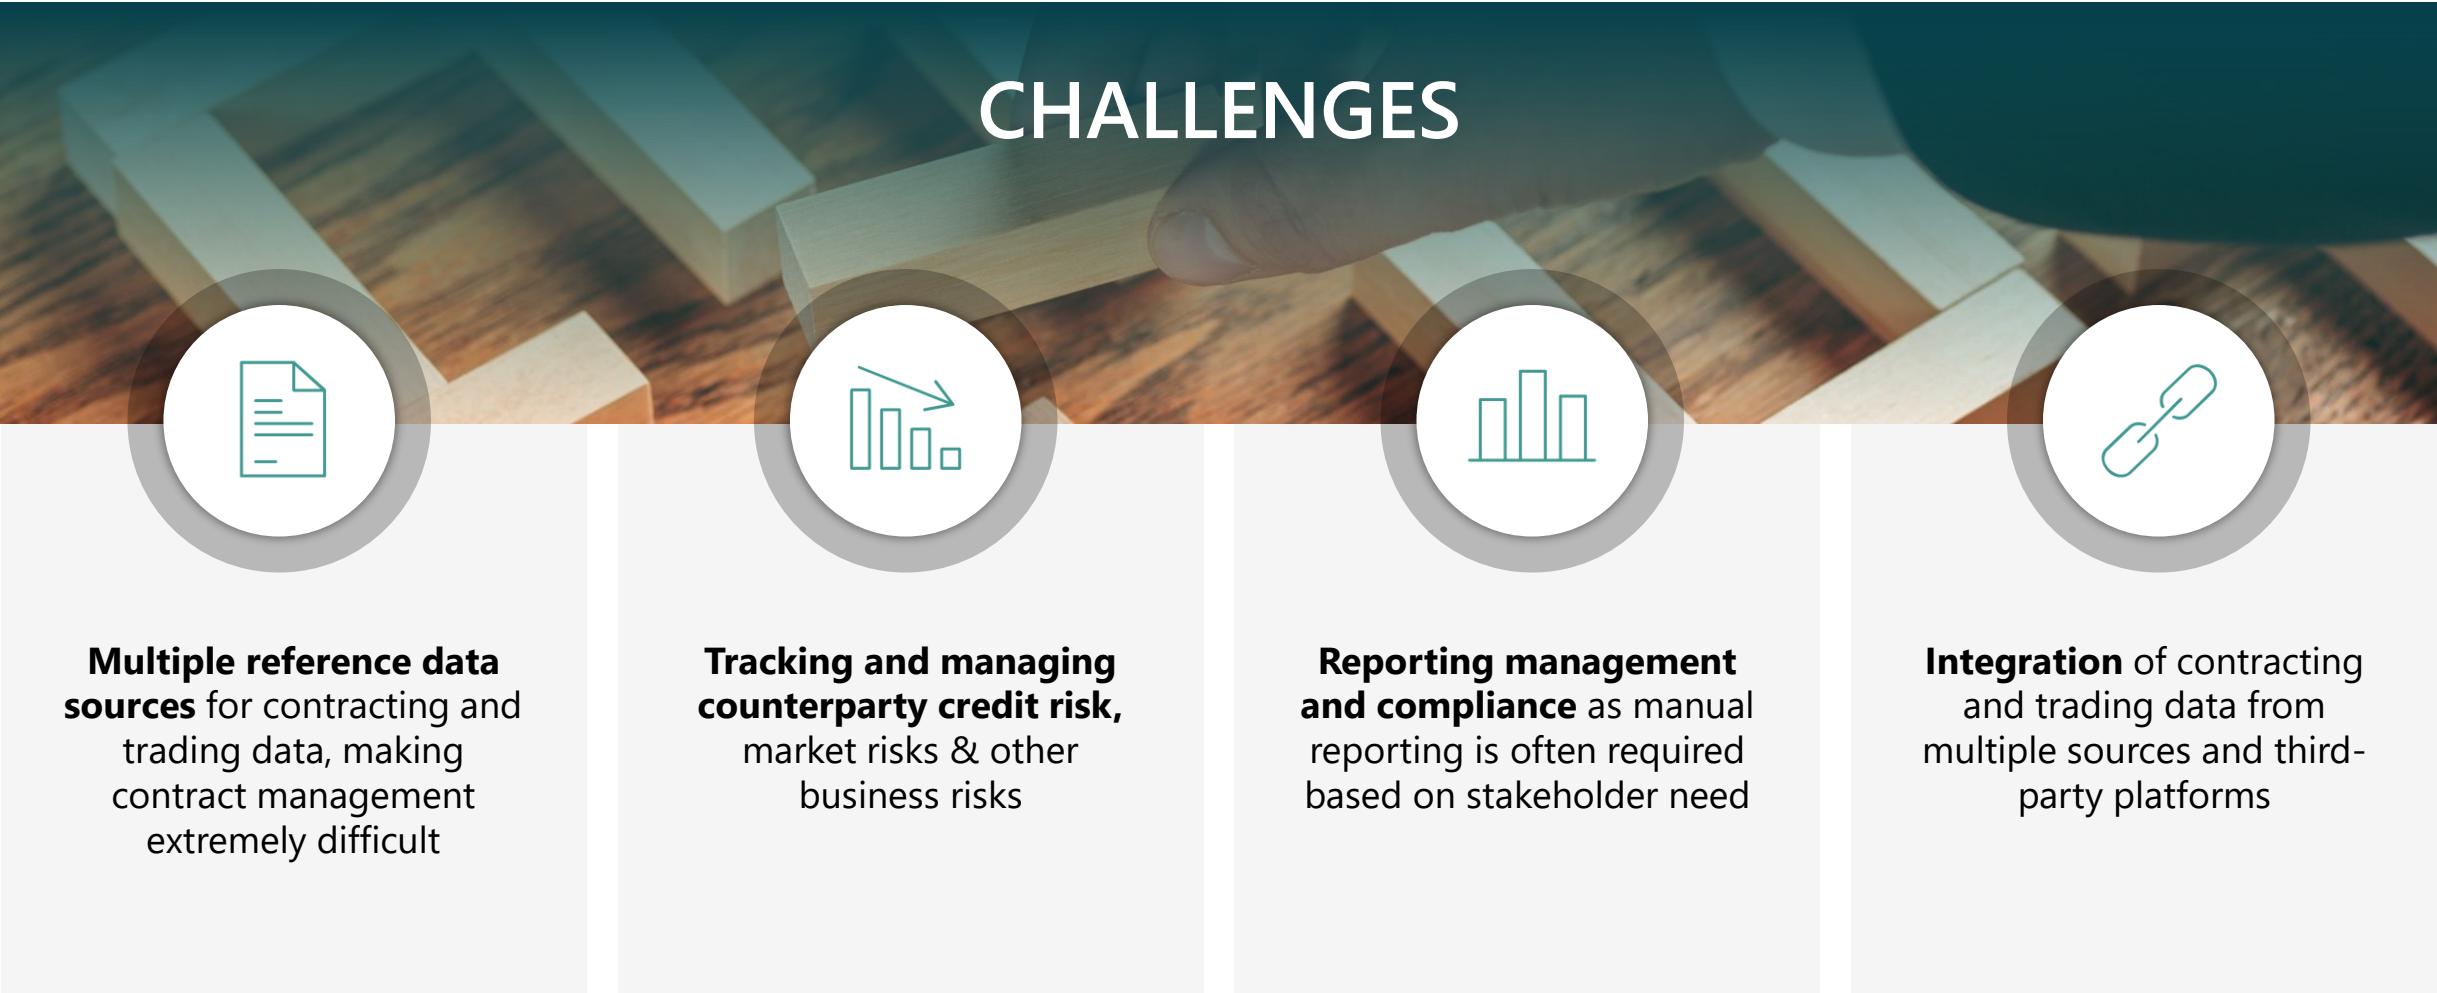 CHALLENGES
Multiple reference data
sources for contracting and
trading data, making
contract management
extremely difficult
Tracking and managing
counterparty credit risk,
market risks & other
business risks
Reporting management
and compliance as manual
reporting is often required
based on stakeholder need
Integration of contracting
and trading data from
multiple sources and third-
party platforms